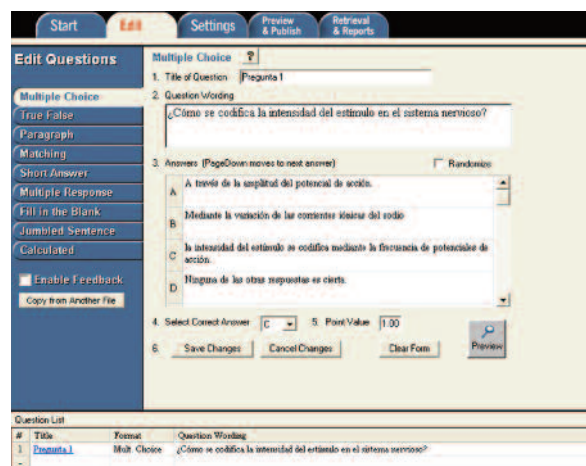 Start Edit Settings Preview & Publish Retrieval & Reports
Edit Questions
Multiple Choice
True False
Paragraph
Matching
Short Answer
Multiple Response
Fill in the Blank
Jumbled Sentence
Calculated
Enable Feedback
Copy from Another File
Multiple Choice ?
1. Title of Question Pregunta 1
2. Question Wording
¿Cómo se codifica la intensidad del estímulo en el sistema nervioso?
3. Answers (PageDown moves to next answer) Randomize
A A través de la amplitud del potencial de acción.
B Mediante la variación de las corrientes iónicas del sodio
C la intensidad del estímulo se codifica mediante la frecuencia de potenciales de
acción.
D Ninguna de las otras respuestas es cierta.
4. Select Correct Answer C 5. Point Value 1.00
6. Save Changes Cancel Changes Clear Form Preview
Question List
# Title Format Question Wording
1 Pregunta 1 Mult. Choice ¿Cómo se codifica la intensidad del estímulo en el sistema nervioso?